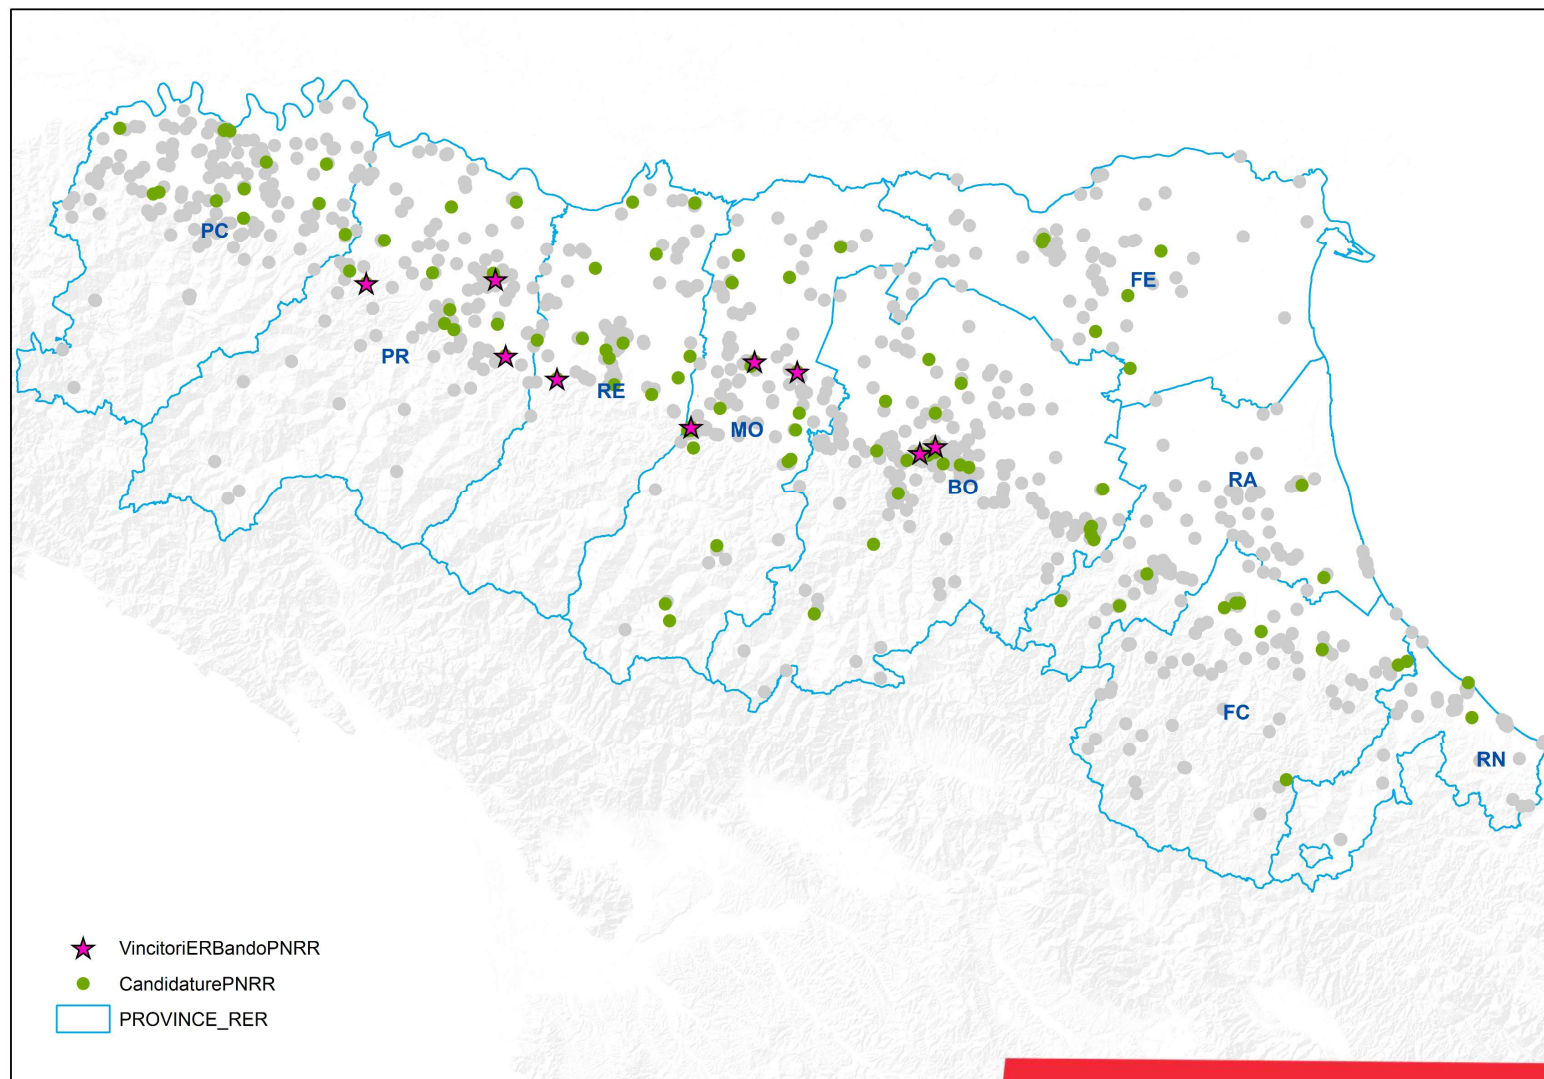 PC
FE
PR
RE
MO
RA
BO
FC
RN
VincitoriERBandoPNRR
CandidaturePNRR
PROVINCE_RER